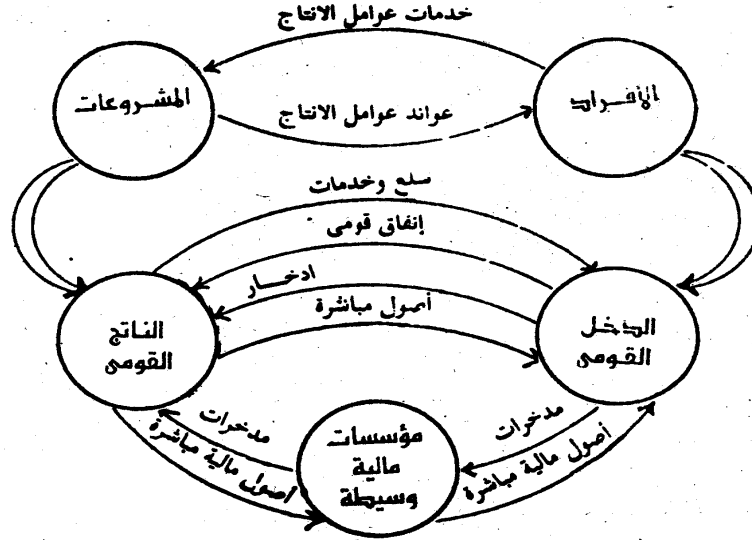 خدمات عوامل الانتاج
الأفراد
المشروعات
عوائد عوامل الانتاج
سلع وخدمات
إنفاق قومى
ادخار
أصول مباشرة
الدخل
القومى
الناتج
القومى
مدخرات
أصول مالية مباشرة
مؤسسات
مالية
وسيطة
مدخرات
أصول مالية مباشرة